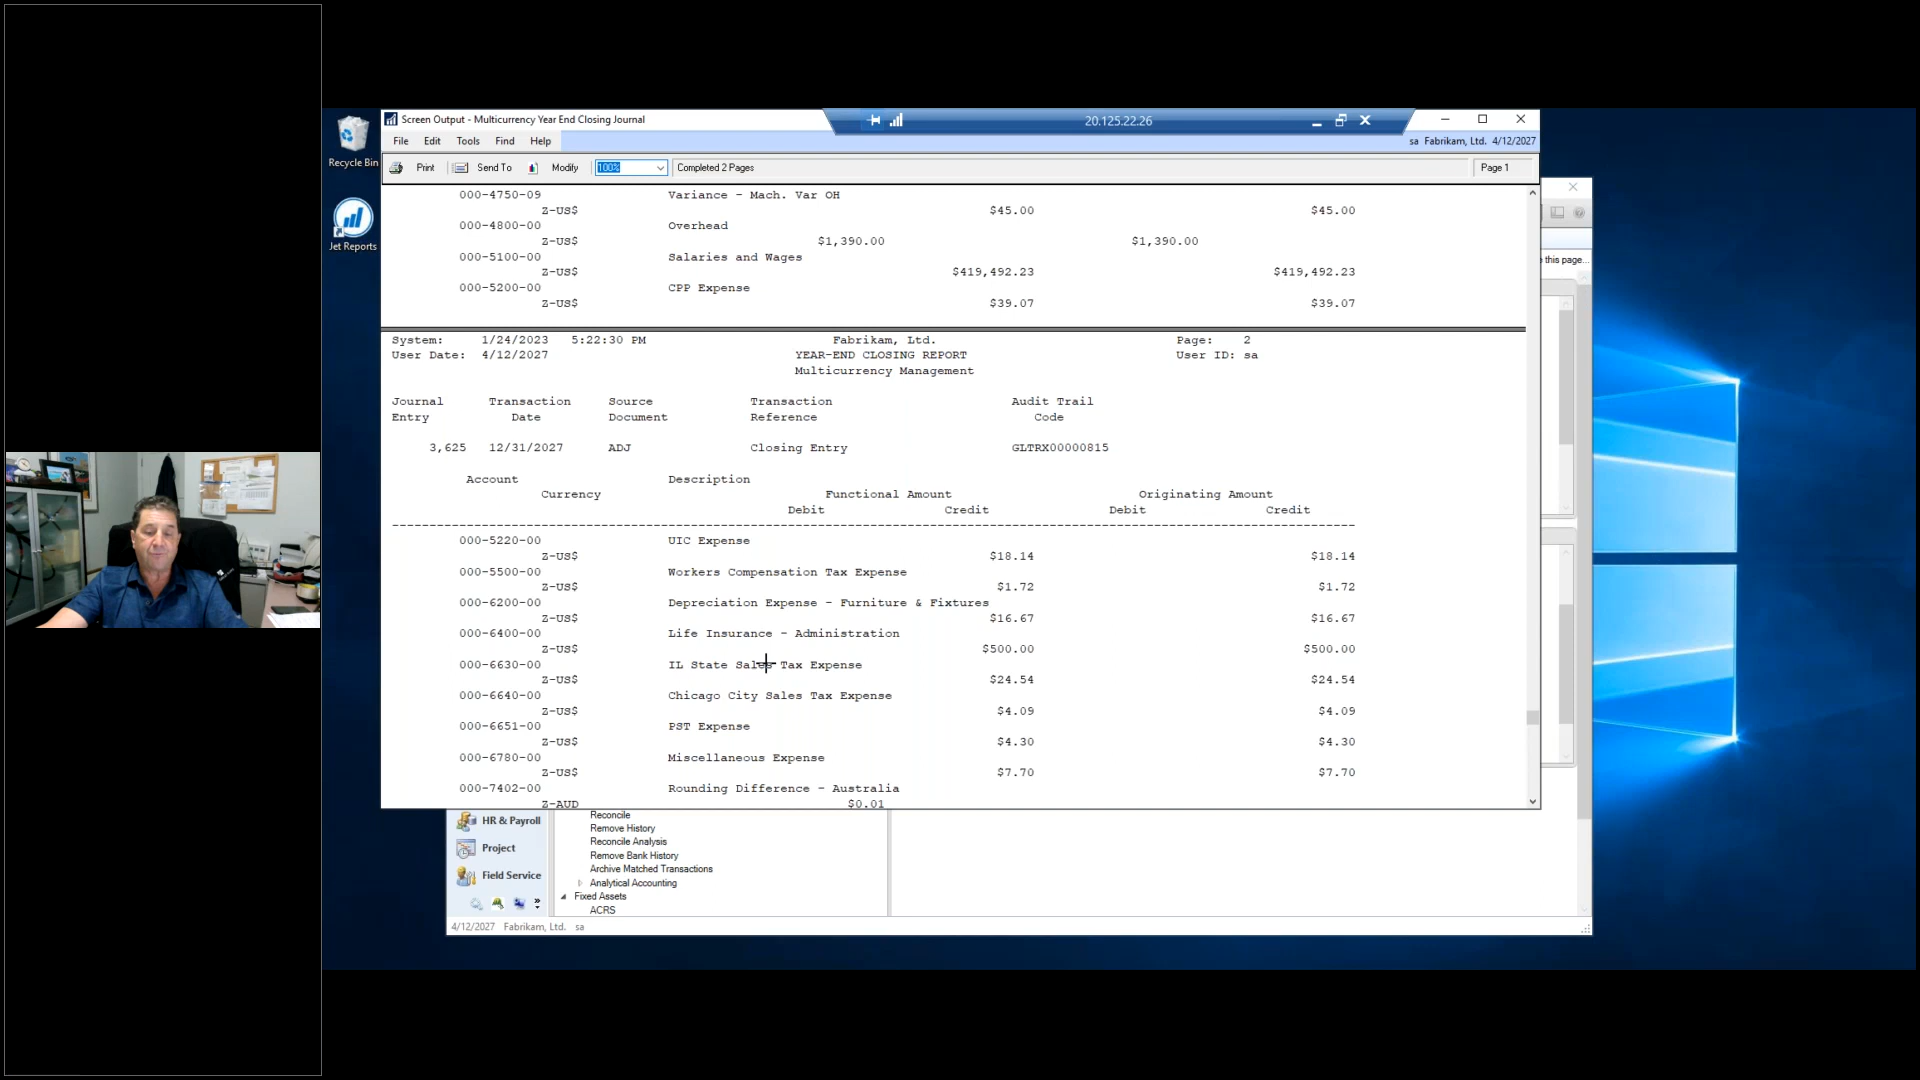 Recycle Bin
Jet Reports
Screen Output - Multicurrency Year End Closing Journal
20.125.22.26
File Edit Tools Find Help
sa Fabrikam, Ltd. 4/12/2027
Print Send To Modify 100% Completed 2 Pages Page 1
000-4750-09 Variance - Mach. Var OH
Z-US$ $45.00 $45.00
000-4800-00 Overhead
Z-US$ $1,390.00 $1,390.00
000-5100-00 Salaries and Wages
Z-US$ $419,492.23 $419,492.23
000-5200-00 CPP Expense
Z-US$ $39.07 $39.07
System: 1/24/2023 5:22:30 PM Fabrikam, Ltd. Page: 2
User Date: 4/12/2027 YEAR-END CLOSING REPORT User ID: sa
Multicurrency Management
Journal Transaction Source Transaction Audit Trail
Entry Date Document Reference Code
3,625 12/31/2027 ADJ Closing Entry GLTRX00000815
Account Description
Currency Functional Amount Originating Amount
Debit Credit Debit Credit
000-5220-00 UIC Expense
Z-US$ $18.14 $18.14
000-5500-00 Workers Compensation Tax Expense
Z-US$ $1.72 $1.72
000-6200-00 Depreciation Expense - Furniture & Fixtures
Z-US$ $16.67 $16.67
000-6400-00 Life Insurance - Administration
Z-US$ $500.00 $500.00
000-6630-00 IL State Sales Tax Expense
Z-US$ $24.54 $24.54
000-6640-00 Chicago City Sales Tax Expense
Z-US$ $4.09 $4.09
000-6651-00 PST Expense
Z-US$ $4.30 $4.30
000-6780-00 Miscellaneous Expense
Z-US$ $7.70 $7.70
000-7402-00 Rounding Difference - Australia
Z-AUD $0.01
this page...
HR & Payroll
Project
Field Service
Reconcile
Remove History
Reconcile Analysis
Remove Bank History
Archive Matched Transactions
Analytical Accounting
Fixed Assets
ACRS
4/12/2027 Fabrikam, Ltd. sa